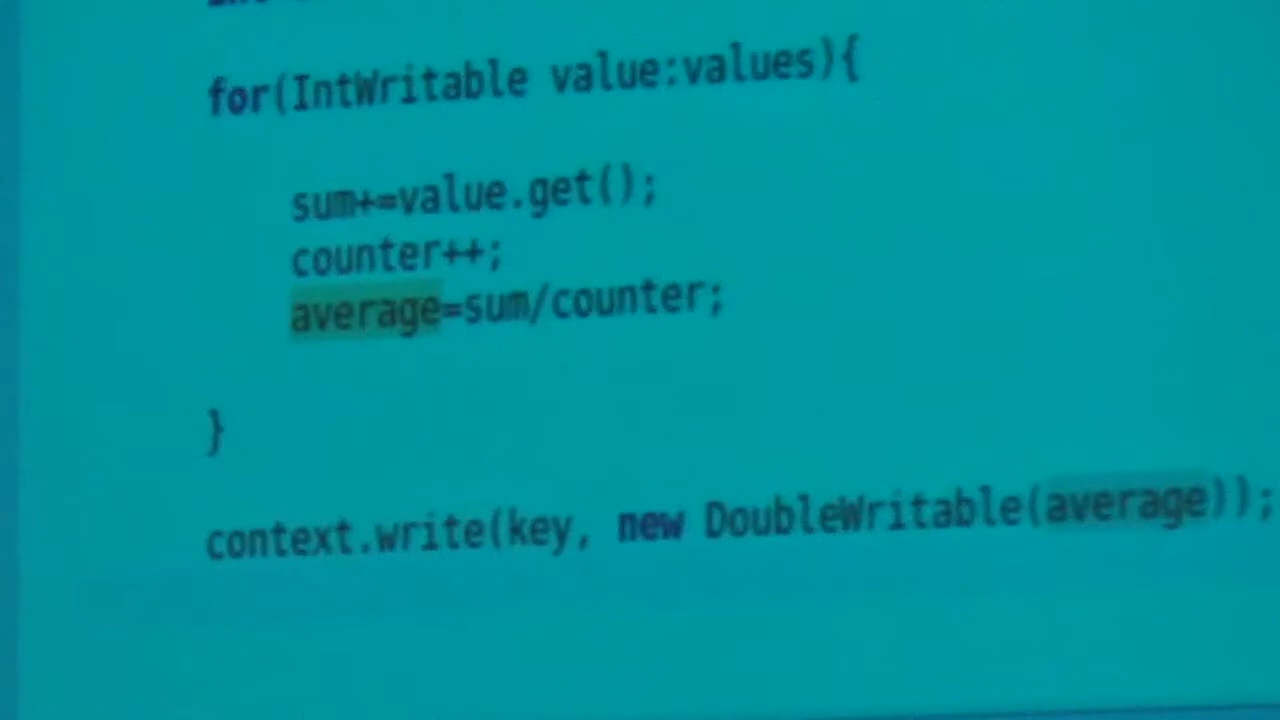 for(IntWritable value:values){
sum+=value.get();
counter++;
average=sum/counter;
}
context.write(key, new DoubleWritable(average));